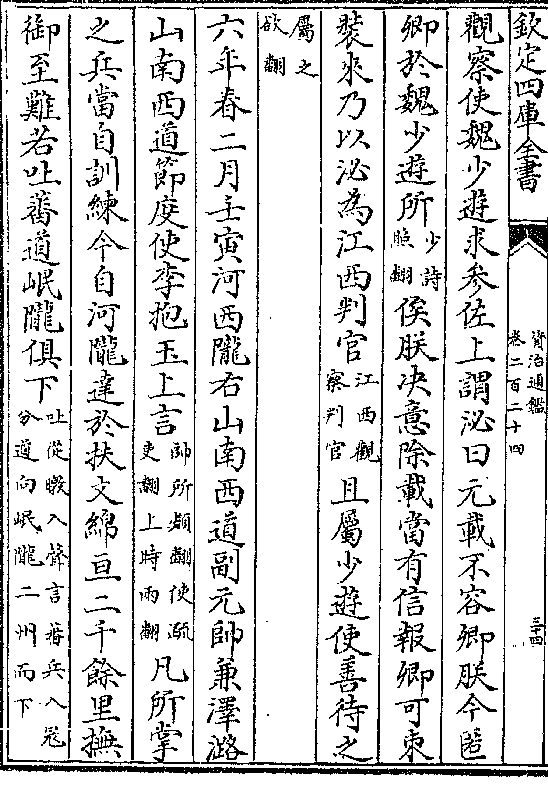 欽定四庫全書
資治通鑑
卷二百二十四
三十四
觀察使魏少遊求參佐上謂泌曰元載不容卿朕今匿
卿於魏少遊所少詩照翻俟朕决意除載當有信報卿可束
裝來乃以泌為江西判官江西觀察判官且屬少遊使善待之
屬之欲翻
六年春二月壬寅河西隴右山南西道副元帥兼澤潞
山南西道節度使李抱玉上言帥所類翻使疏吏翻上時兩翻凡所掌
之兵當自訓練今自河隴達於扶文綿亘二千餘里撫
御至難若吐蕃道岷隴俱下吐從暾入聲言蕃兵入冦分道向岷隴二州而下